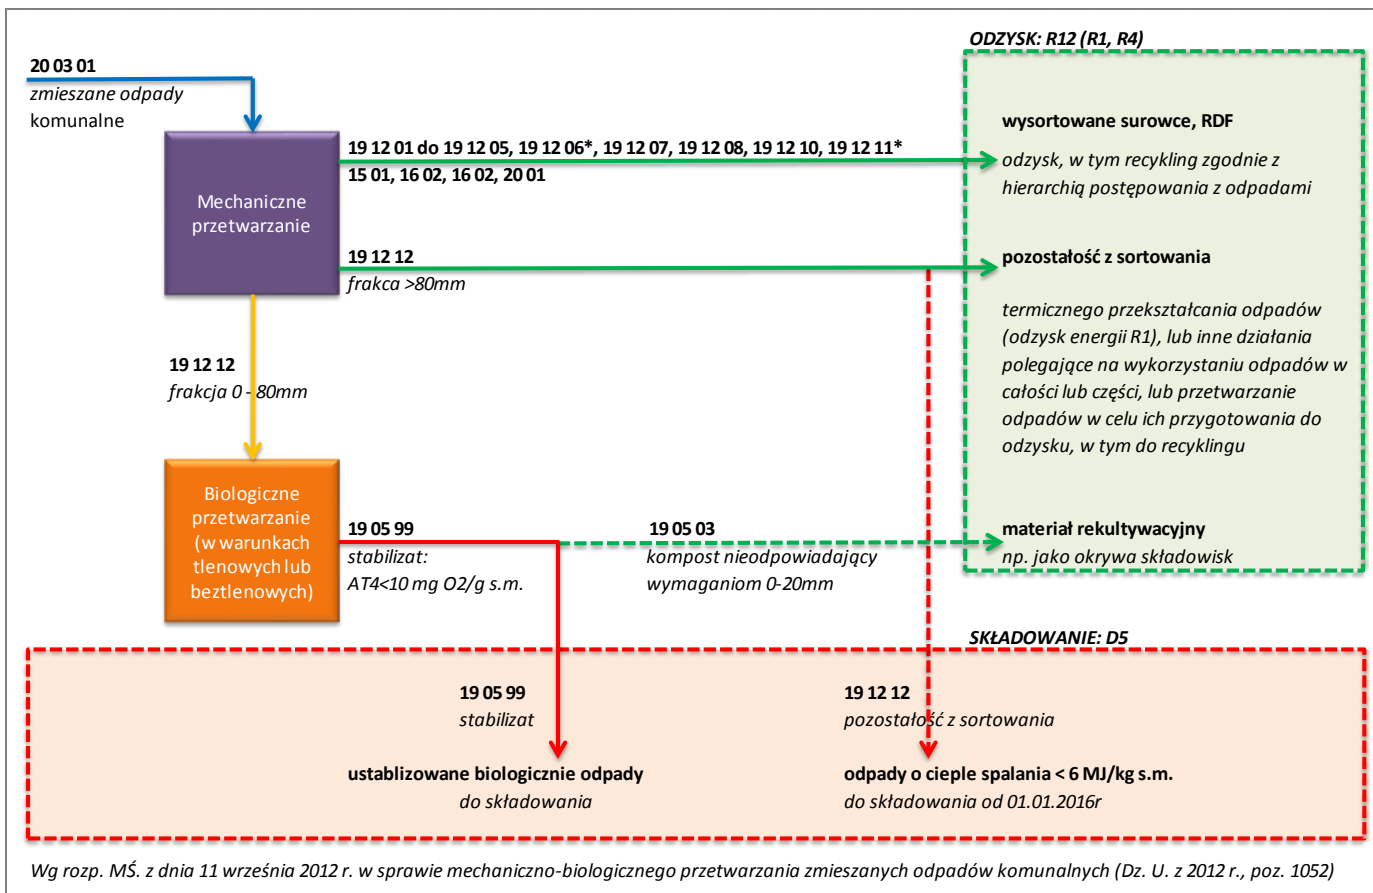 ODZYSK: R12 (R1, R4)
20 03 01
zmieszane odpady
komunalne
Mechaniczne
przetwarzanie
19 12 01 do 19 12 05, 19 12 06*, 19 12 07, 19 12 08, 19 12 10, 19 12 11*
15 01, 16 02, 16 02, 20 01
wysortowane surowce, RDF
odzysk, w tym recykling zgodnie z
hierarchią postępowania z odpadami
19 12 12
frakca >80mm
pozostałość z sortowania
termicznego przekształcania odpadów
(odzysk energii R1), lub inne działania
polegające na wykorzystaniu odpadów w
całości lub części, lub przetwarzanie
odpadów w celu ich przygotowania do
odzysku, w tym do recyklingu
19 12 12
frakcja 0 - 80mm
Biologiczne
przetwarzanie
(w warunkach
tlenowych lub
beztlenowych)
19 05 99
stabilizat:
AT4<10 mg O2/g s.m.
19 05 03
kompost nieodpowiadający
wymaganiom 0-20mm
materiał rekultywacyjny
np. jako okrywa składowisk
SKŁADOWANIE: D5
19 05 99
stabilizat
ustablizowane biologicznie odpady
do składowania
19 12 12
pozostałość z sortowania
odpady o cieple spalania < 6 MJ/kg s.m.
do składowania od 01.01.2016r
Wg rozp. MŚ. z dnia 11 września 2012 r. w sprawie mechaniczno-biologicznego przetwarzania zmieszanych odpadów komunalnych (Dz. U. z 2012 r., poz. 1052)